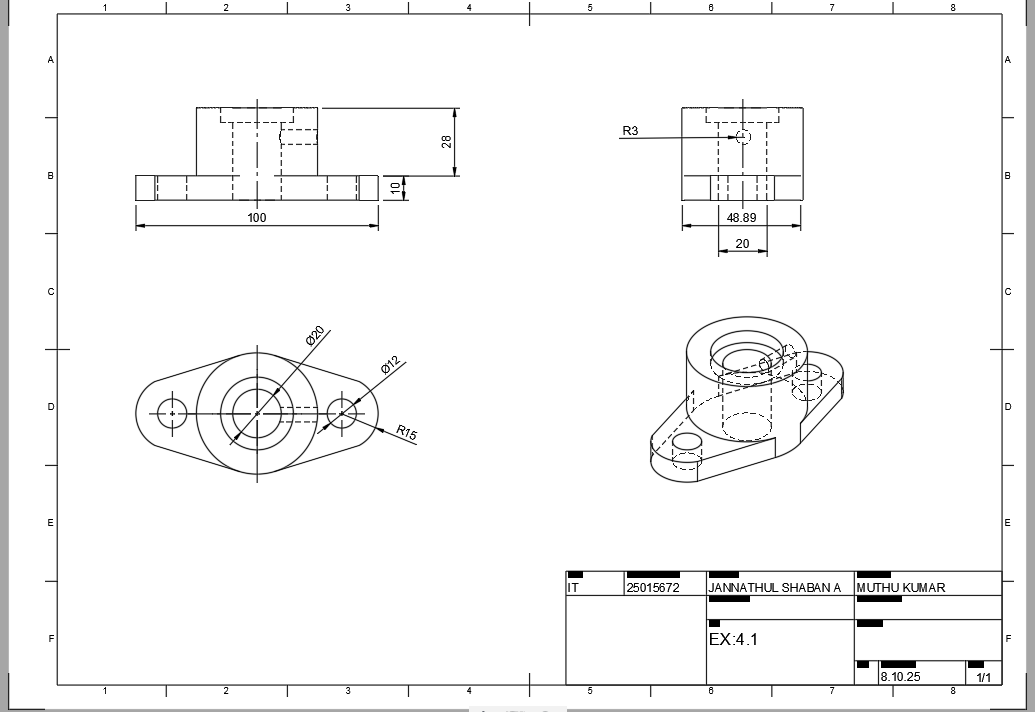 1 2 3 4 5 6 7 8
A A
28
R3
B B
10
100
48.89
20
C C
Ø20
Ø12
D D
R15
E E
IT 25015672 JANNATHUL SHABAN A MUTHU KUMAR
EX:4.1
F F
8.10.25 1/1
1 2 3 4 5 6 7 8